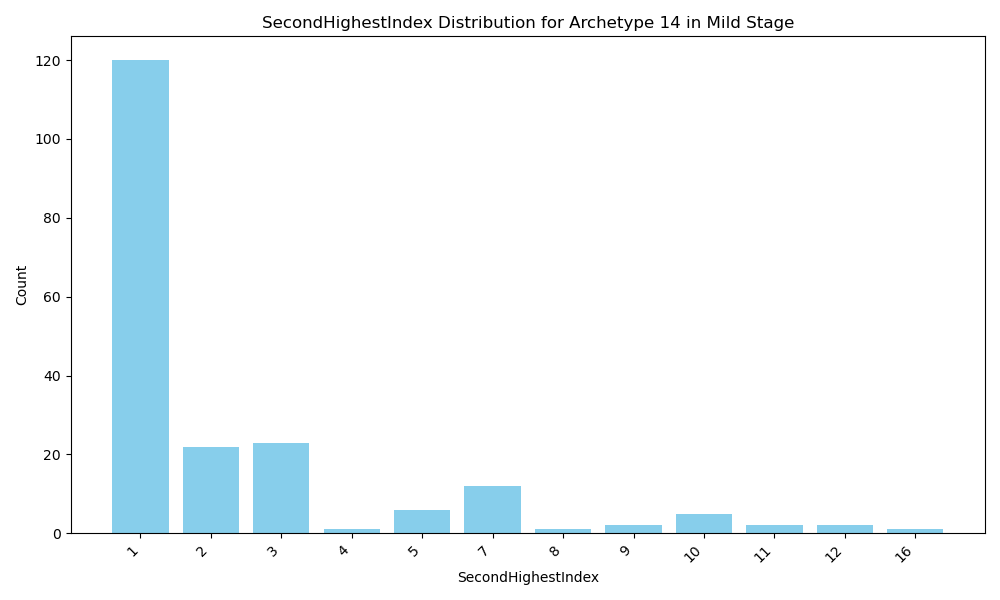 SecondHighestIndex Distribution for Archetype 14 in Mild Stage
120
100
80
60
40
20
0
Count
1 2 3 4 5 7 8 9 10 11 12 16
SecondHighestIndex